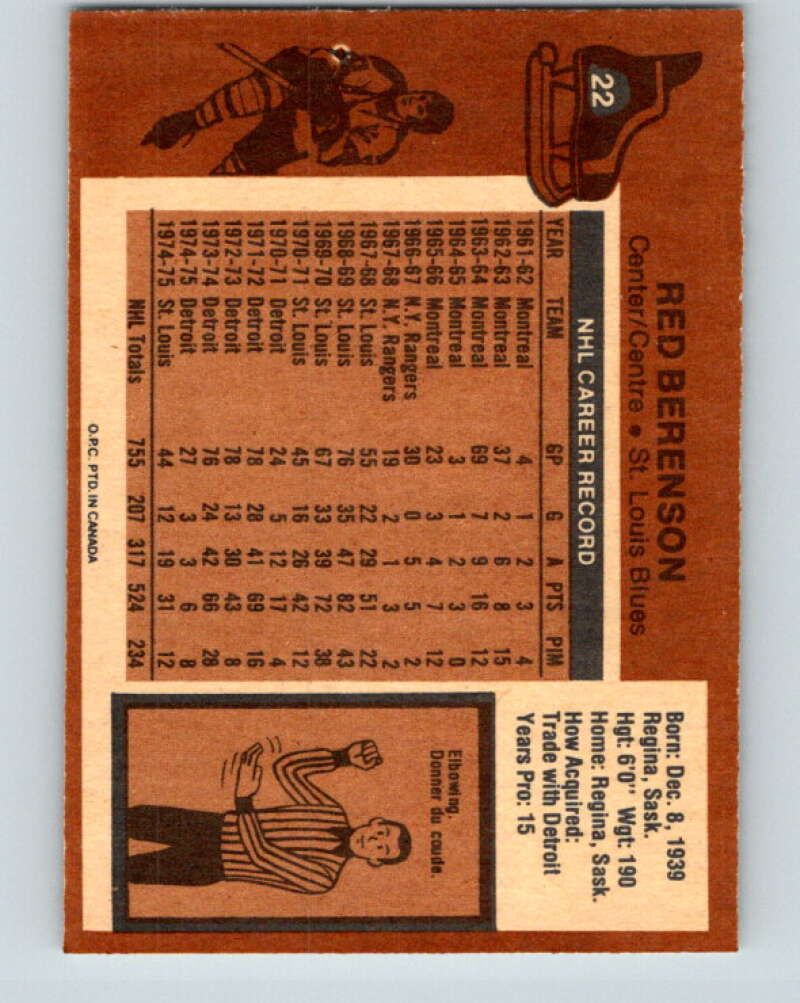 22
RED BERENSON
Center/Centre • St. Louis Blues
NHL CAREER RECORD
YEAR TEAM GP G A PTS PIM
1961-62 Montreal 4 1 2 3 4
1962-63 Montreal 37 2 6 8 15
1963-64 Montreal 69 7 9 16 12
1964-65 Montreal 3 1 2 3 0
1965-66 Montreal 23 3 4 7 12
1966-67 N.Y. Rangers 30 0 5 5 2
1967-68 N.Y. Rangers 19 2 1 3 2
1967-68 St. Louis 55 22 29 51 22
1968-69 St. Louis 76 35 47 82 43
1969-70 St. Louis 67 33 39 72 38
1970-71 St. Louis 45 16 26 42 12
1970-71 Detroit 24 5 12 17 4
1971-72 Detroit 78 28 41 69 16
1972-73 Detroit 78 13 30 43 8
1973-74 Detroit 76 24 42 66 28
1974-75 Detroit 27 3 3 6 8
1974-75 St. Louis 44 12 19 31 12
NHL Totals 755 207 317 524 234
O.P.C. PTD. IN CANADA
Born: Dec. 8, 1939
Regina, Sask.
Hgt: 6'0" Wgt: 190
Home: Regina, Sask.
How Acquired:
Trade with Detroit
Years Pro: 15
Elbowing.
Donner du coude.